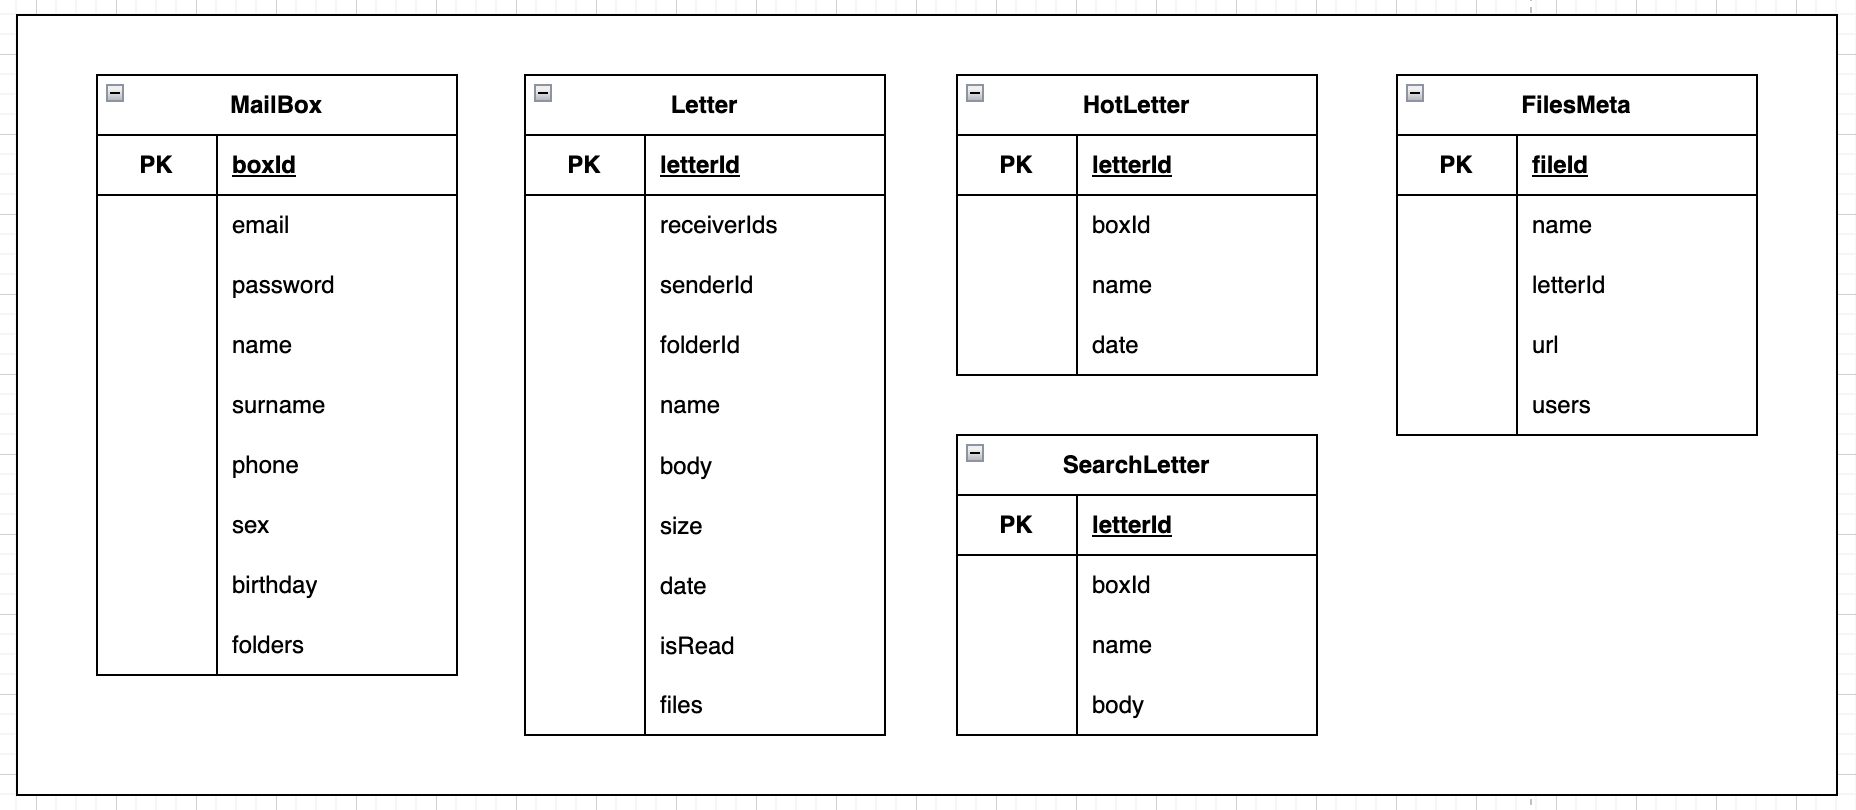 MailBox
PK boxId
email
password
name
surname
phone
sex
birthday
folders
Letter
PK letterId
receiverIds
senderId
folderId
name
body
size
date
isRead
files
HotLetter
PK letterId
boxId
name
date
SearchLetter
PK letterId
boxId
name
body
FilesMeta
PK fileId
name
letterId
url
users